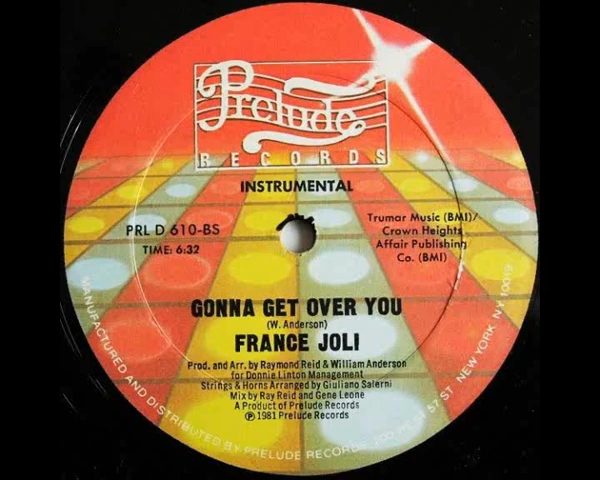 Prelude
RECORDS
INSTRUMENTAL
PRL D 610-BS
TIME: 6:32
Trumar Music (BMI)/
Crown Heights
Affair Publishing
Co. (BMI)
GONNA GET OVER YOU
(W. Anderson)
FRANCE JOLI
Prod. and Arr. by Raymond Reid & William Anderson
for Donnie Linton Management
Strings & Horns Arranged by Giuliano Salerni
Mix by Ray Reid and Gene Leone
A Product of Prelude Records
℗ 1981 Prelude Records
MANUFACTURED AND DISTRIBUTED BY PRELUDE RECORDS, 57 ST NEW YORK, NY 10019